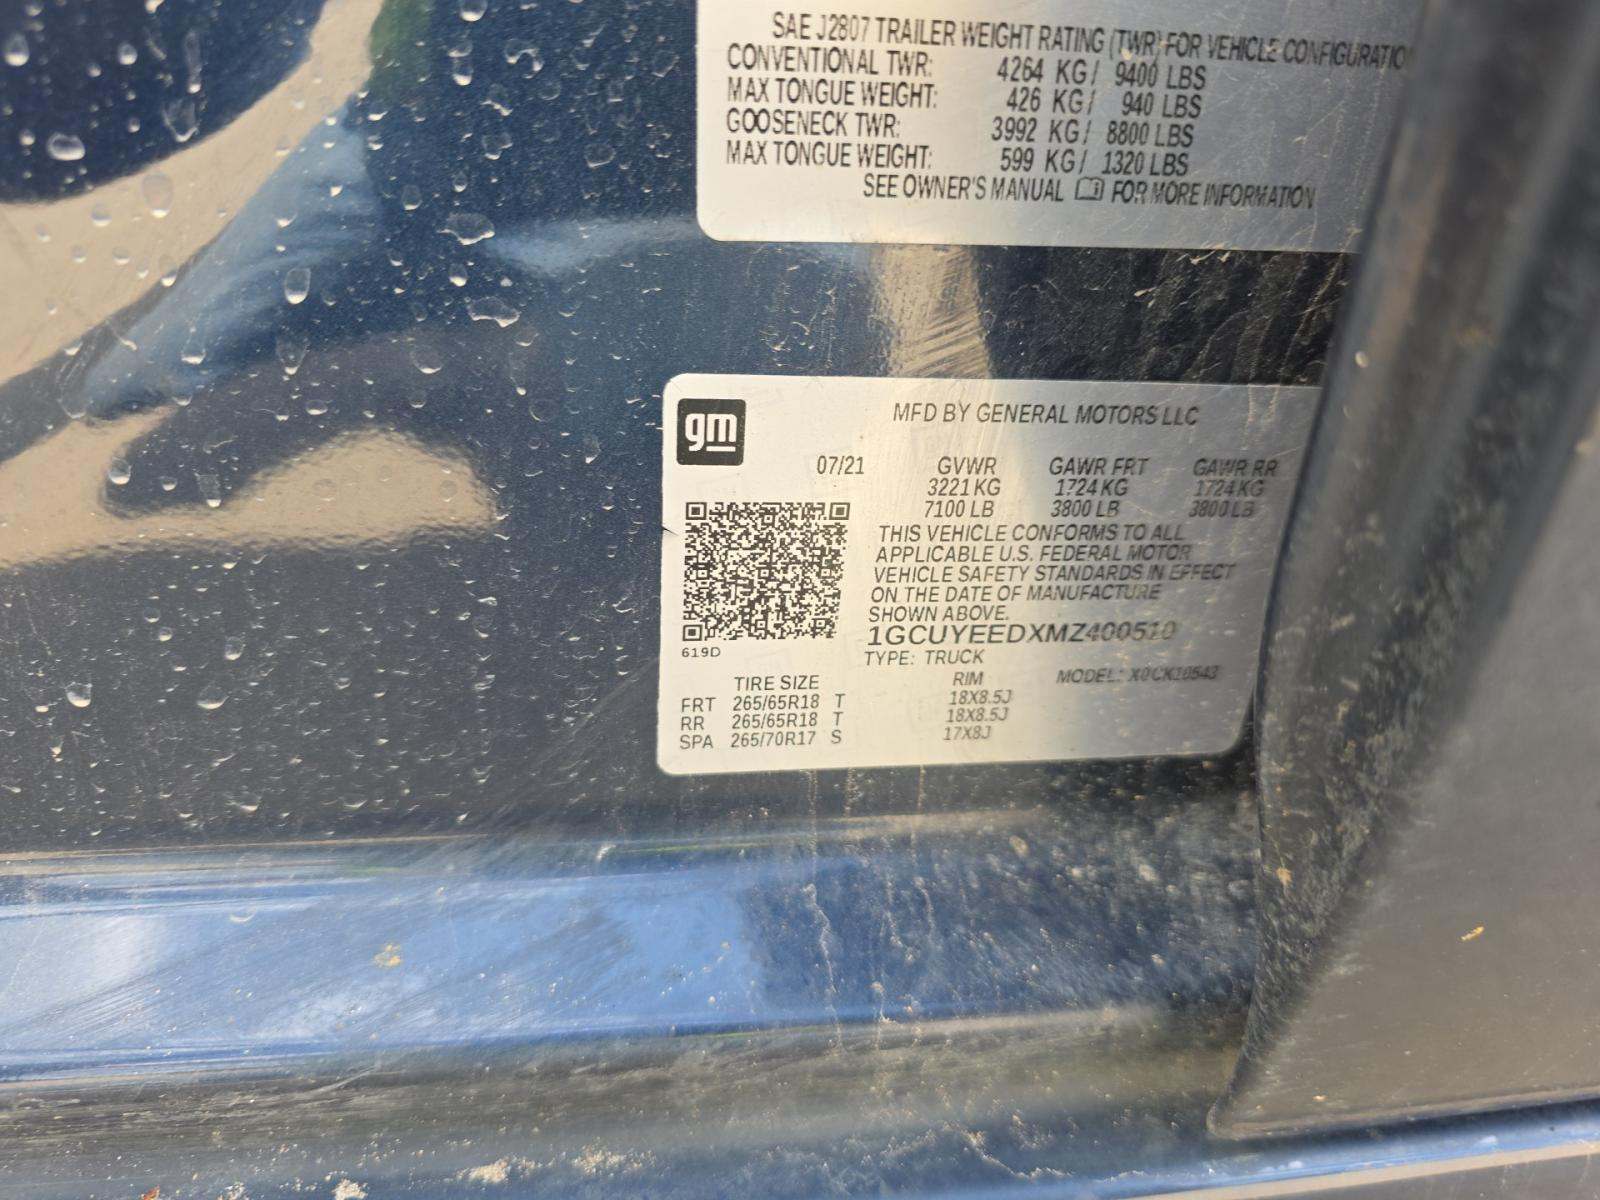 SAE J2807 TRAILER WEIGHT RATING (TWR) FOR VEHICLE CONFIGURATIO
CONVENTIONAL TWR: 4264 KG/ 9400 LBS
MAX TONGUE WEIGHT: 426 KG/ 940 LBS
GOOSENECK TWR: 3992 KG/ 8800 LBS
MAX TONGUE WEIGHT: 599 KG/ 1320 LBS
SEE OWNER'S MANUAL FOR MORE INFORMATION
gm
MFD BY GENERAL MOTORS LLC
07/21 GVWR GAWR FRT GAWR RR
3221 KG 1724 KG 1724 KG
7100 LB 3800 LB 3800 LB
THIS VEHICLE CONFORMS TO ALL
APPLICABLE U.S. FEDERAL MOTOR
VEHICLE SAFETY STANDARDS IN EFFECT
ON THE DATE OF MANUFACTURE
SHOWN ABOVE.
1GCUYEEDXMZ400510
619D
TYPE: TRUCK
TIRE SIZE RIM MODEL: X0CK10543
FRT 265/65R18 T 18X8.5J
RR 265/65R18 T 18X8.5J
SPA 265/70R17 S 17X8J